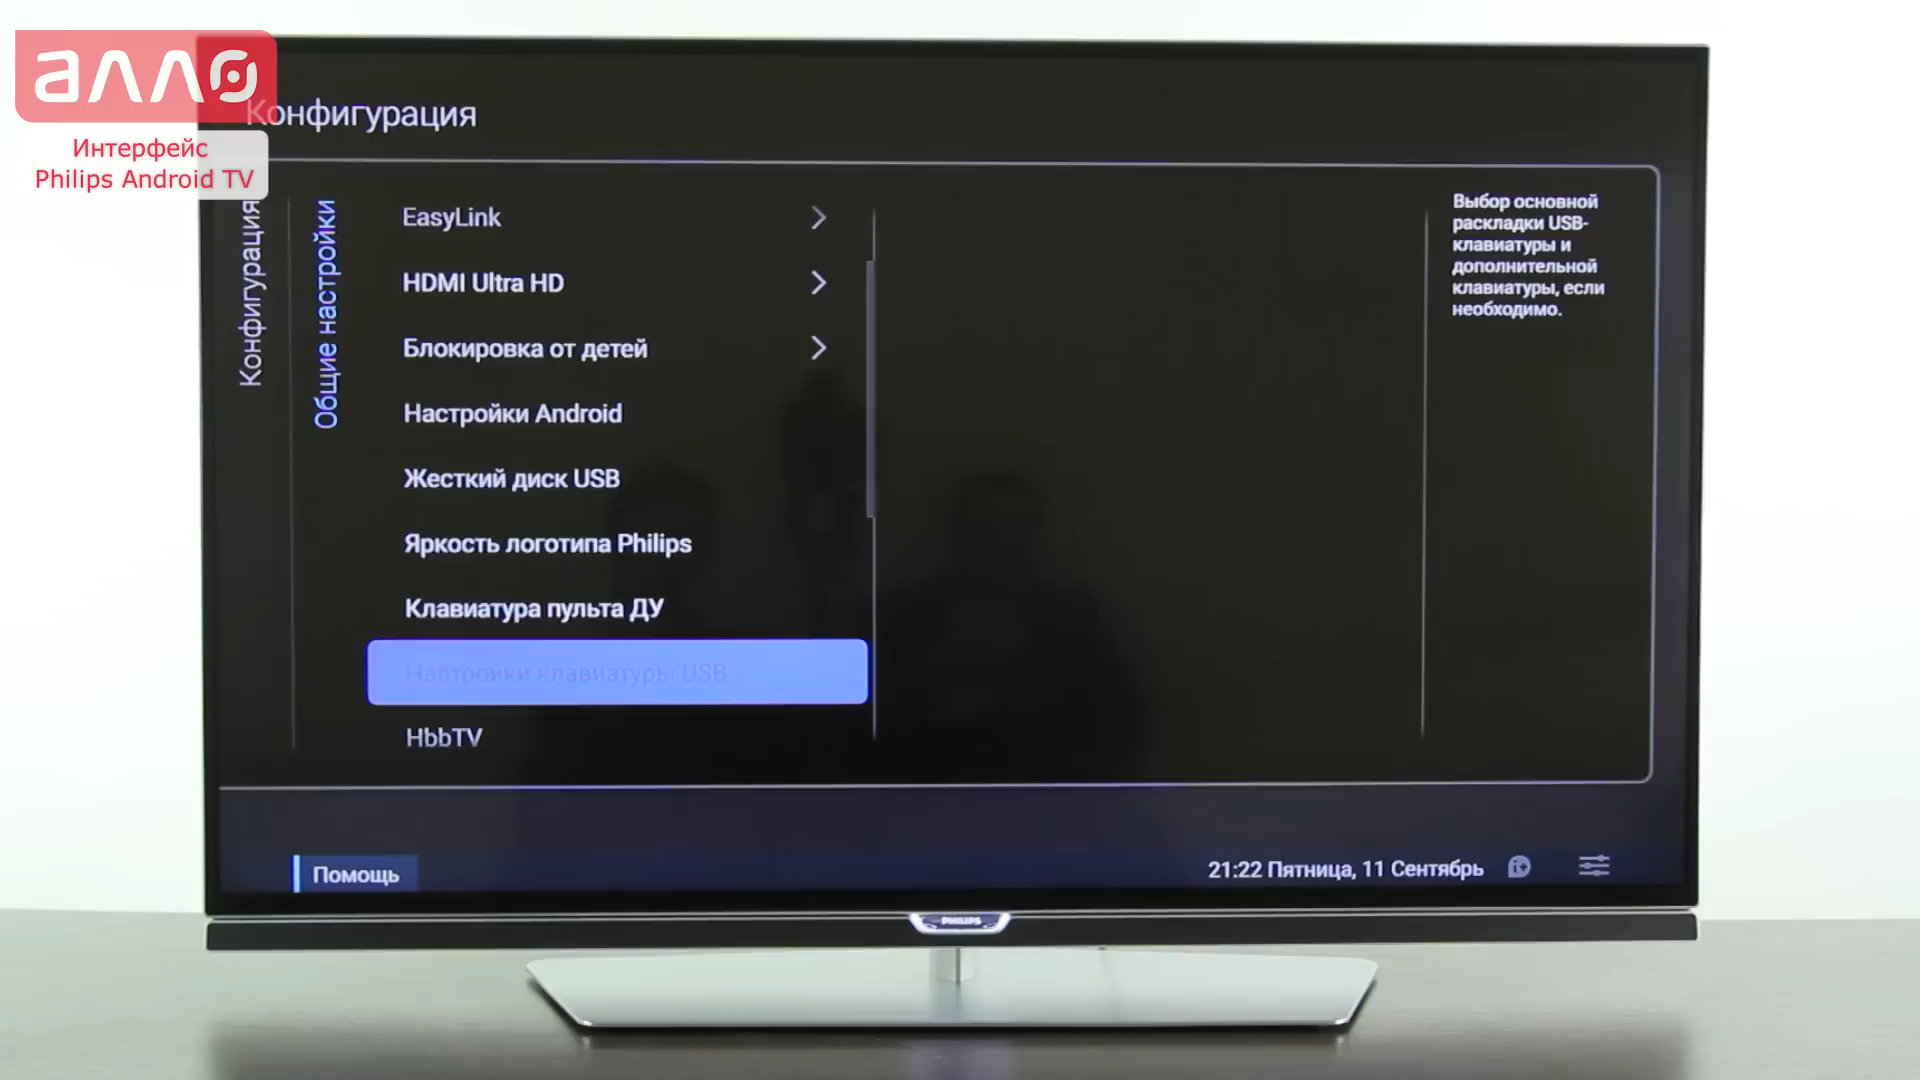 алло
Интерфейс
Philips Android TV
Конфигурация
Конфигурация
Общие настройки
EasyLink
HDMI Ultra HD
Блокировка от детей
Настройки Android
Жесткий диск USB
Яркость логотипа Philips
Клавиатура пульта ДУ
Настройки клавиатуры USB
HbbTV
Выбор основной
раскладки USB-
клавиатуры и
дополнительной
клавиатуры, если
необходимо.
Помощь
21:22 Пятница, 11 Сентябрь
PHILIPS